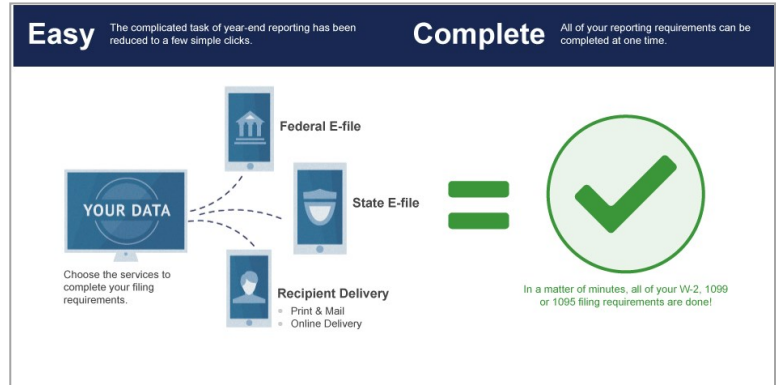 Easy
The complicated task of year-end reporting has been
reduced to a few simple clicks.
Complete
All of your reporting requirements can be
completed at one time.
Federal E-file
State E-file
YOUR DATA
Choose the services to
complete your filing
requirements.
Recipient Delivery
Print & Mail
Online Delivery
In a matter of minutes, all of your W-2, 1099
or 1095 filing requirements are done!